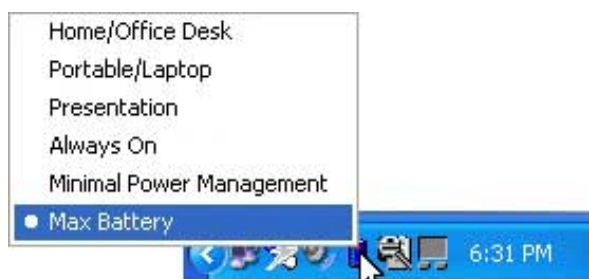 Home/Office Desk
Portable/Laptop
Presentation
Always On
Minimal Power Management
Max Battery
6:31 PM